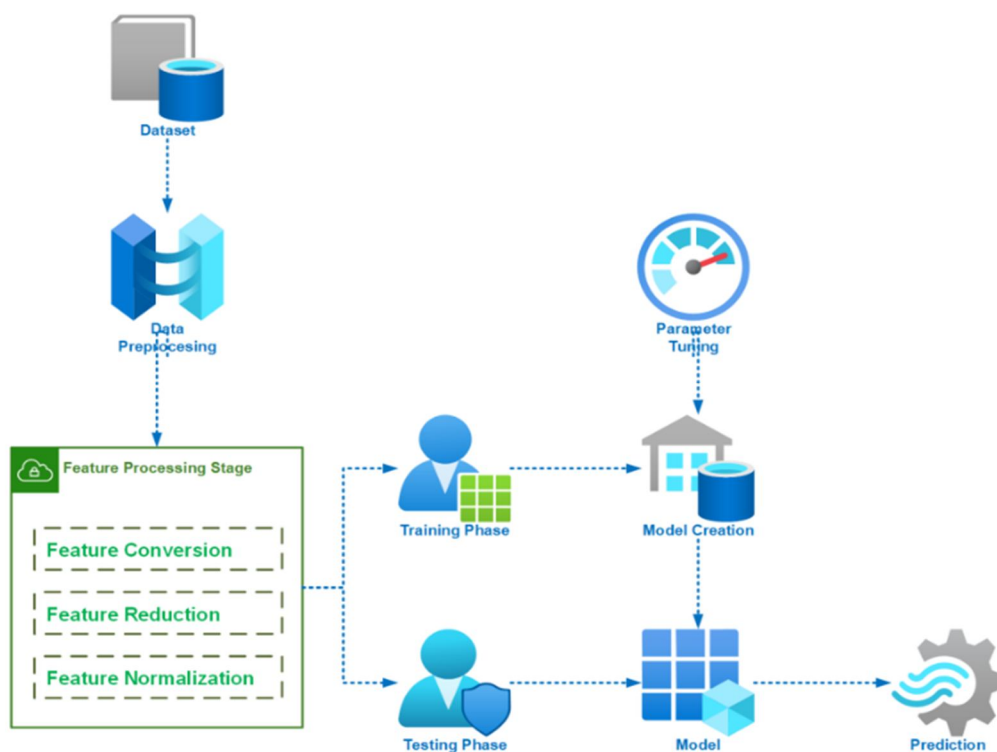 Dataset
Data
Preprocesing
Parameter
Tuning
Feature Processing Stage
Feature Conversion
Feature Reduction
Feature Normalization
Training Phase
Model Creation
Testing Phase
Model
Prediction